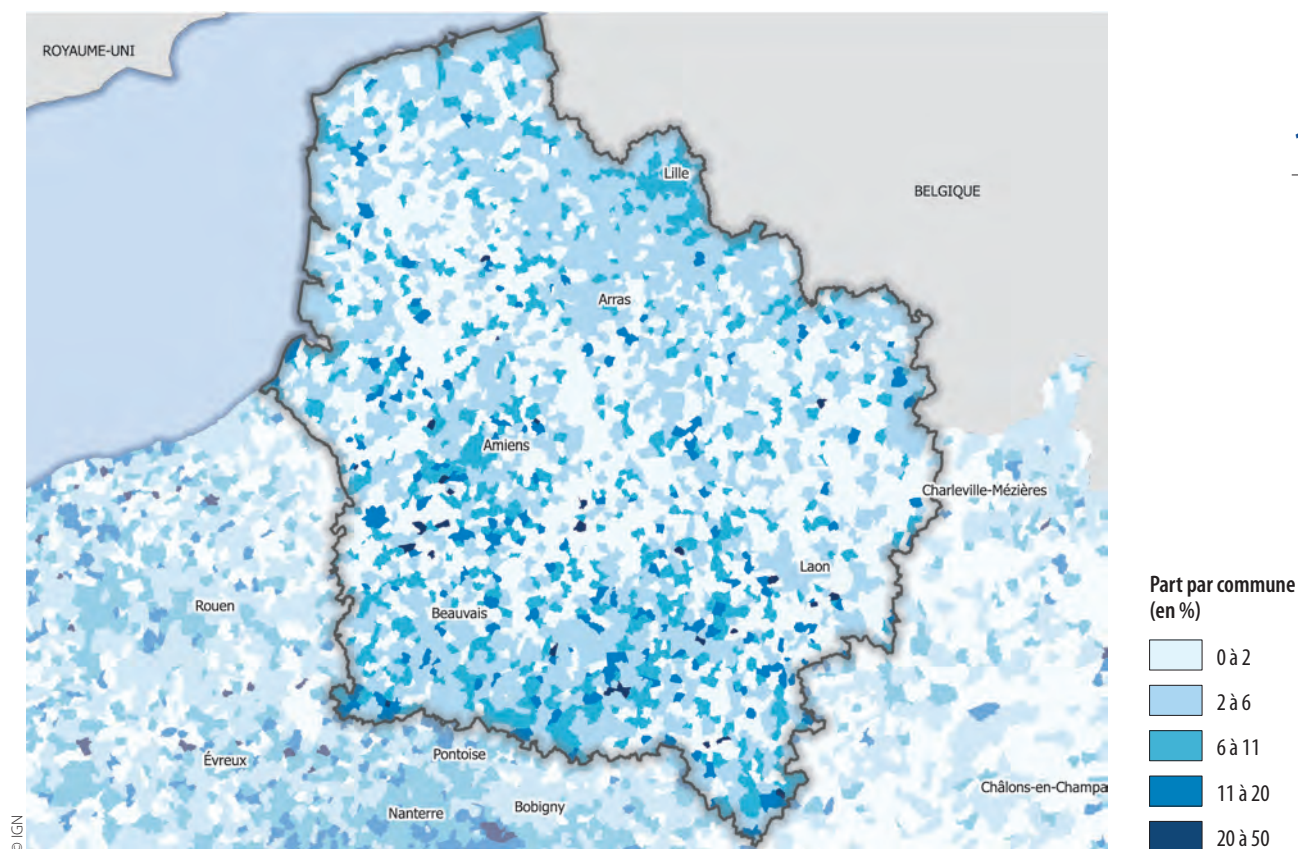 ROYAUME-UNI
Lille
BELGIQUE
Arras
Amiens
Charleville-Mézières
Laon
Rouen
Beauvais
Évreux
Pontoise
Nanterre
Bobigny
Châlons-en-Champa
© IGN
Part par commune
(en %)
0 à 2
2 à 6
6 à 11
11 à 20
20 à 50